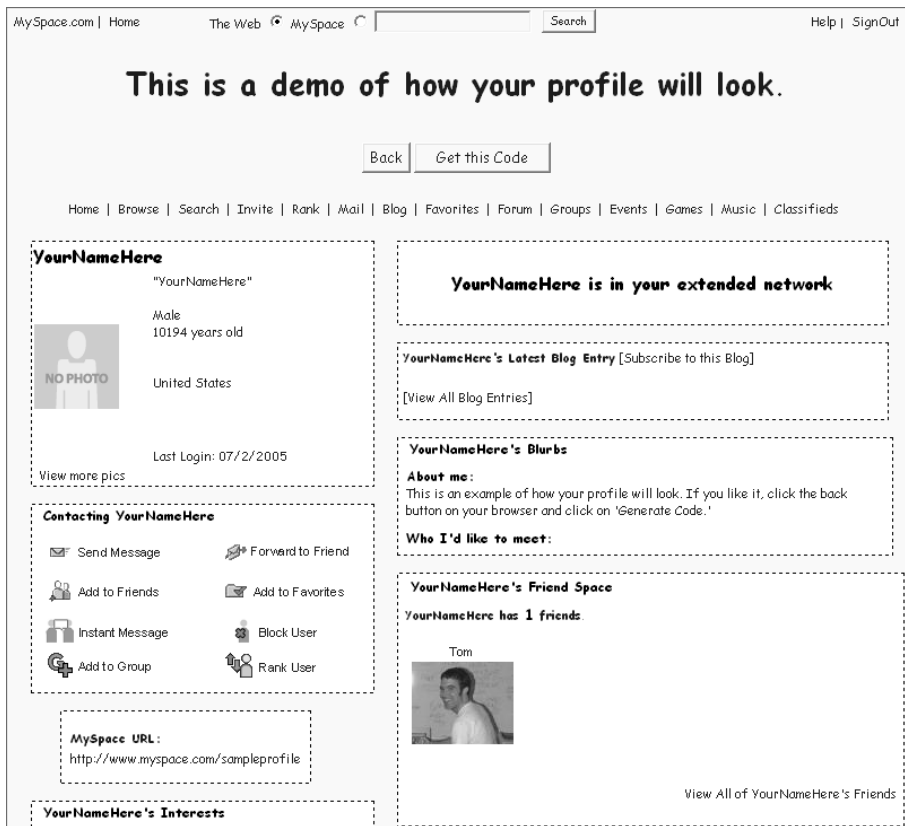 MySpace.com | Home The Web MySpace Search Help | SignOut
This is a demo of how your profile will look.
Back Get this Code
Home | Browse | Search | Invite | Rank | Mail | Blog | Favorites | Forum | Groups | Events | Games | Music | Classifieds
YourNameHere
"YourNameHere"
Male
10194 years old
NO PHOTO
United States
Last Login: 07/2/2005
View more pics
Contacting YourNameHere
Send Message Forward to Friend
Add to Friends Add to Favorites
Instant Message Block User
Add to Group Rank User
MySpace URL:
http://www.myspace.com/sampleprofile
YourNameHere's Interests
YourNameHere is in your extended network
YourNameHere's Latest Blog Entry [Subscribe to this Blog]
[View All Blog Entries]
YourNameHere's Blurbs
About me:
This is an example of how your profile will look. If you like it, click the back
button on your browser and click on 'Generate Code.'
Who I'd like to meet:
YourNameHere's Friend Space
YourNameHere has 1 friends.
Tom
View All of YourNameHere's Friends